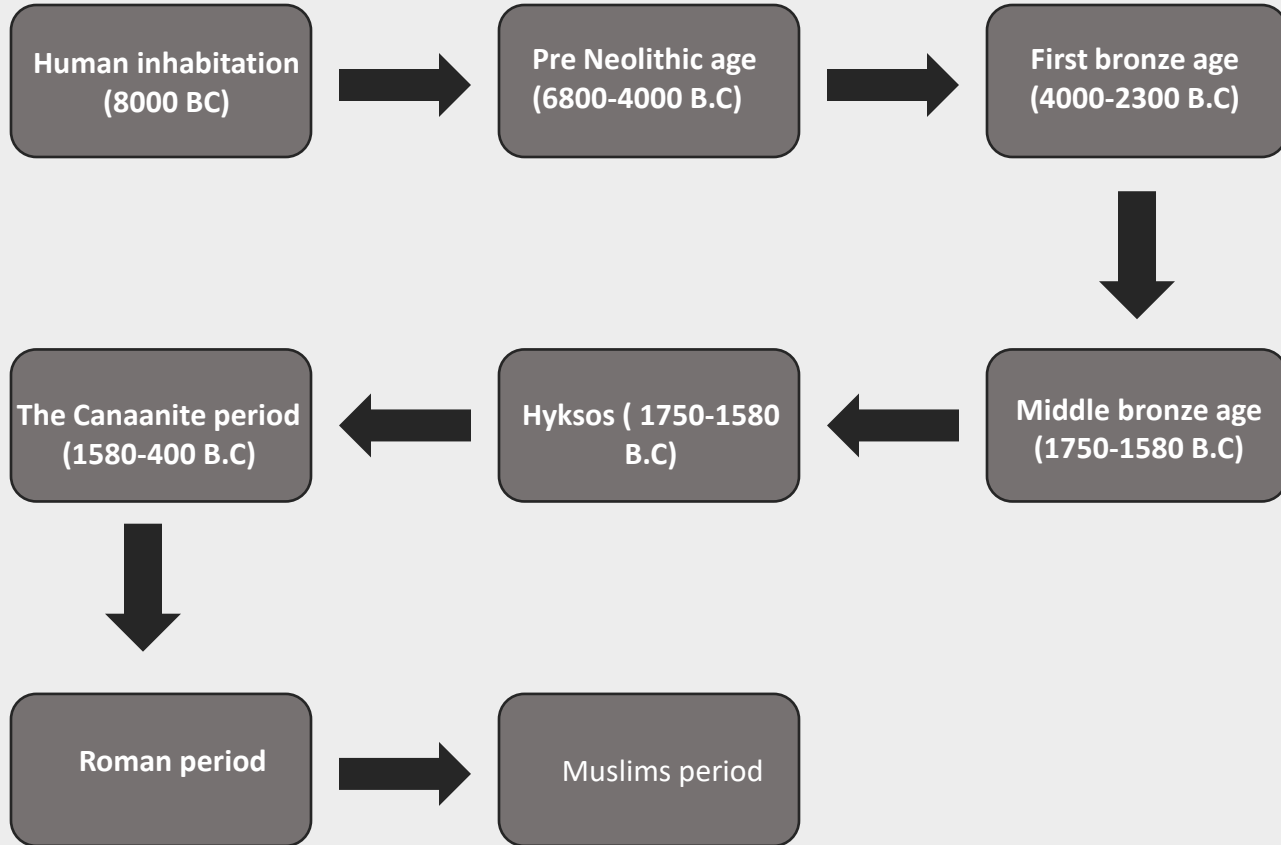 Human inhabitation
(8000 BC)
Pre Neolithic age
(6800-4000 B.C)
First bronze age
(4000-2300 B.C)
Middle bronze age
(1750-1580 B.C)
Hyksos ( 1750-1580
B.C)
The Canaanite period
(1580-400 B.C)
Roman period
Muslims period